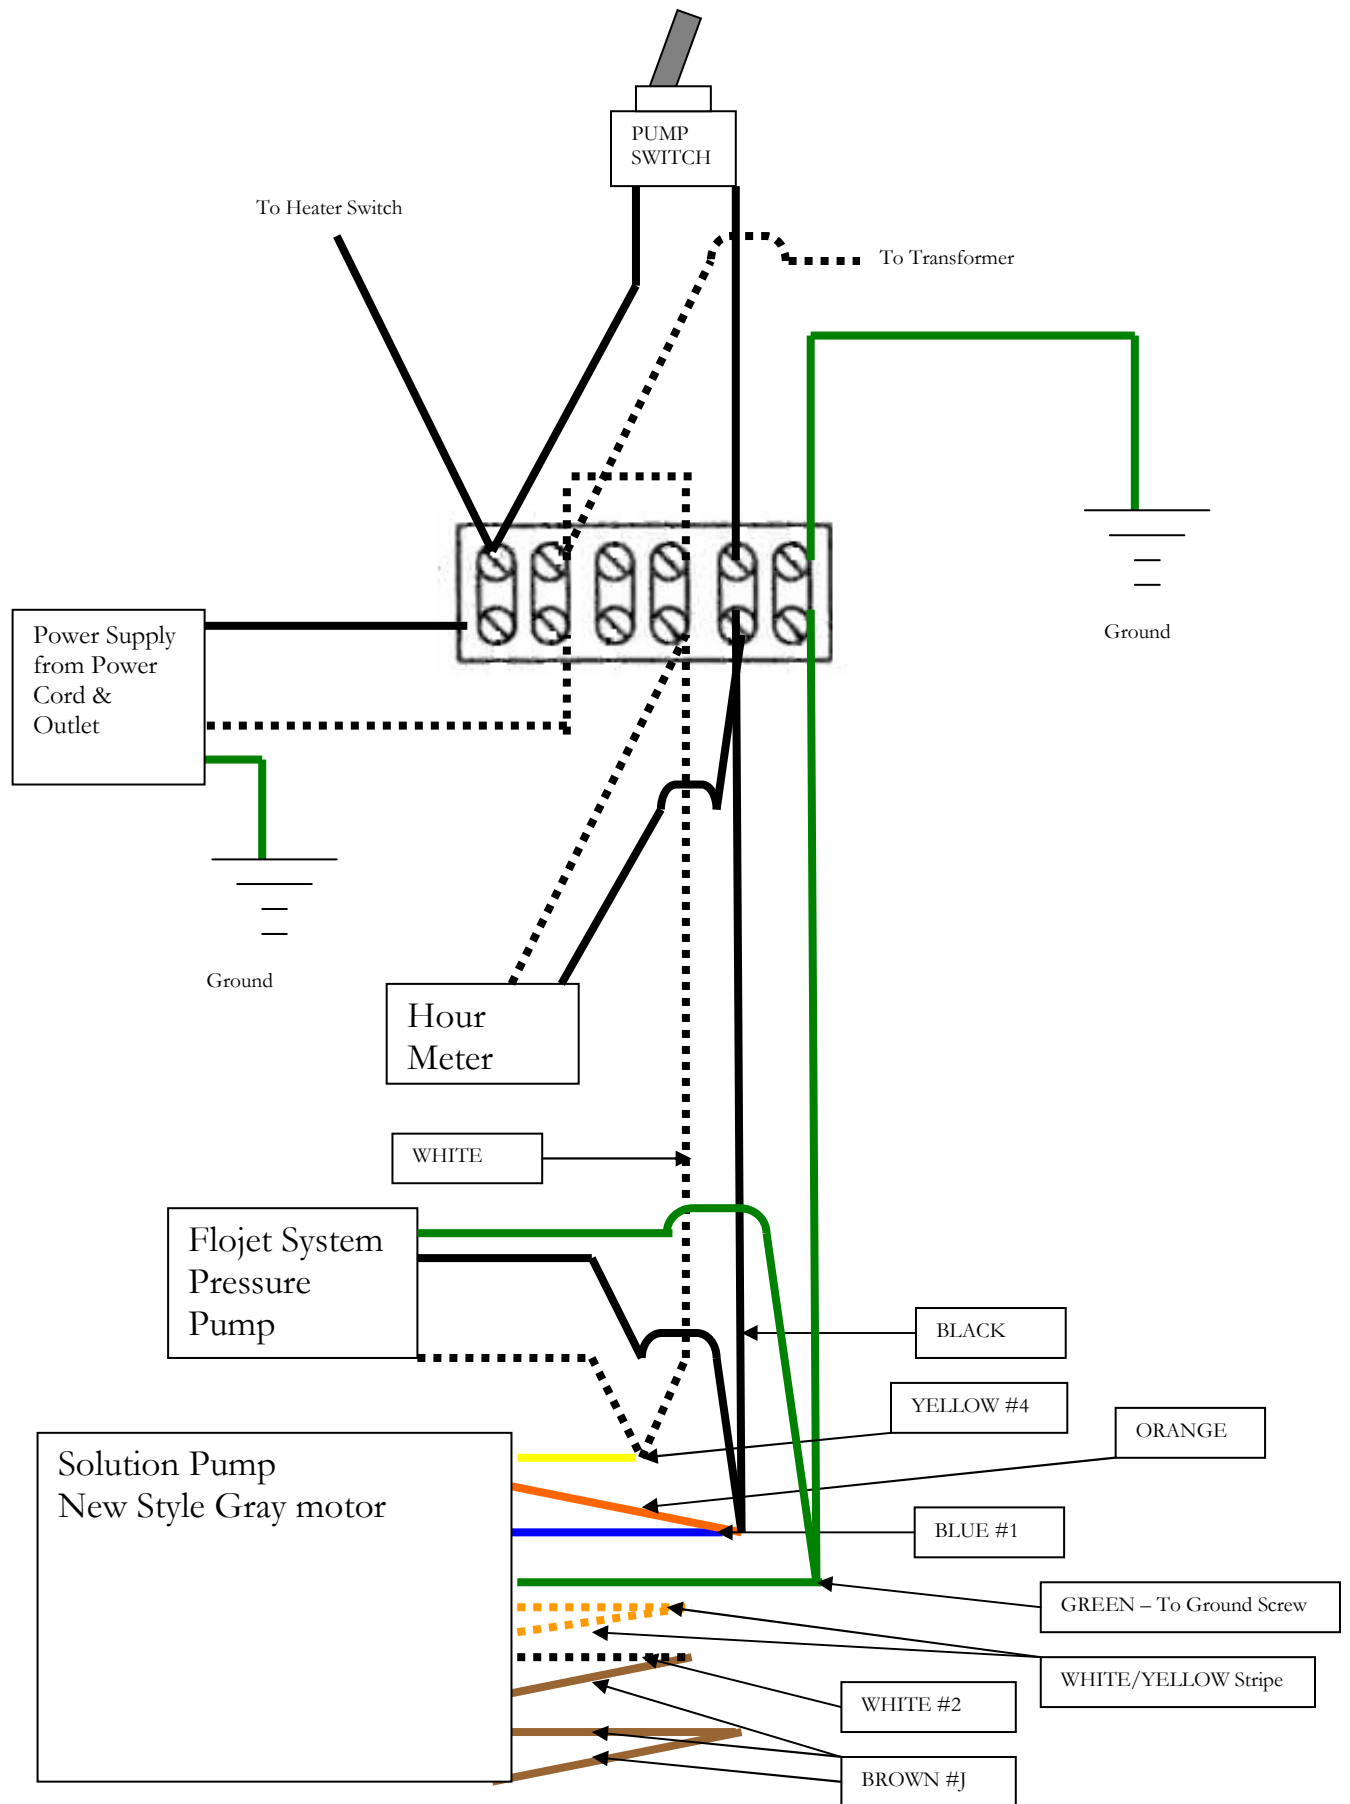 PUMP
SWITCH
To Heater Switch
To Transformer
Power Supply
from Power
Cord &
Outlet
Ground
Ground
Hour
Meter
WHITE
Flojet System
Pressure
Pump
BLACK
YELLOW #4
ORANGE
Solution Pump
New Style Gray motor
BLUE #1
GREEN – To Ground Screw
WHITE/YELLOW Stripe
WHITE #2
BROWN #J